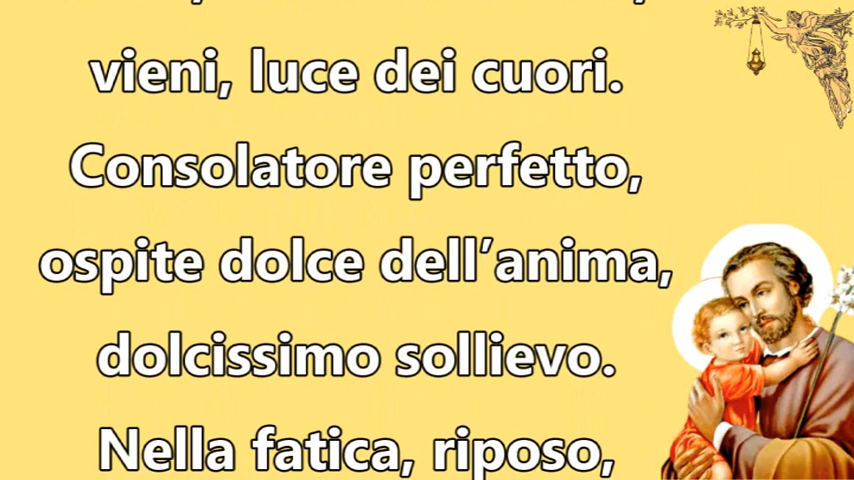 vieni, luce dei cuori.
Consolatore perfetto,
ospite dolce dell’anima,
dolcissimo sollievo.
Nella fatica, riposo,